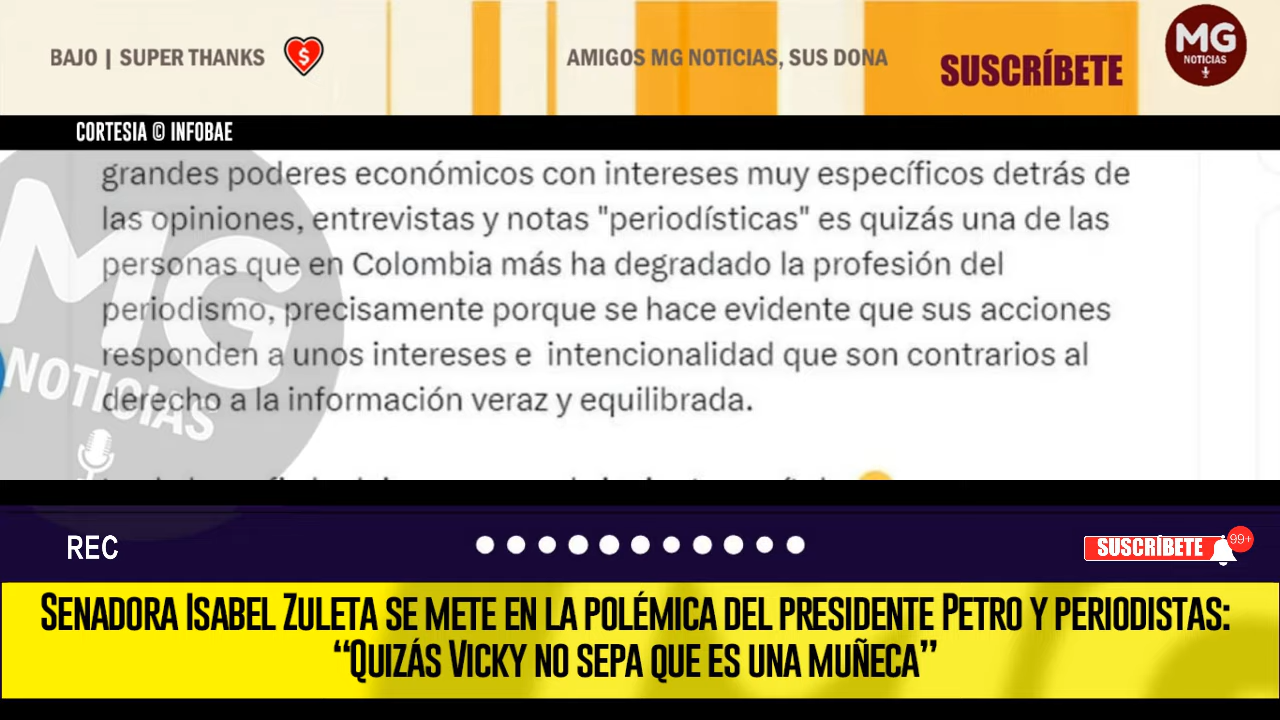 BAJO | SUPER THANKS
AMIGOS MG NOTICIAS, SUS DONA
SUSCRÍBETE
MG
NOTICIAS
CORTESIA © INFOBAE
grandes poderes económicos con intereses muy específicos detrás de
las opiniones, entrevistas y notas "periodísticas" es quizás una de las
personas que en Colombia más ha degradado la profesión del
periodismo, precisamente porque se hace evidente que sus acciones
responden a unos intereses e  intencionalidad que son contrarios al
derecho a la información veraz y equilibrada.
MG
NOTICIAS
REC
SUSCRÍBETE
99+
SENADORA ISABEL ZULETA SE METE EN LA POLÉMICA DEL PRESIDENTE PETRO Y PERIODISTAS:
“QUIZÁS VICKY NO SEPA QUE ES UNA MUÑECA”